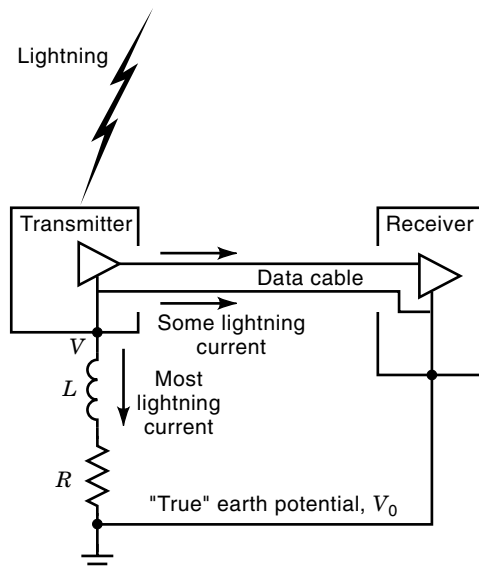 Lightning
Transmitter
Receiver
Data cable
Some lightning
current
V
L
Most
lightning
current
R
"True" earth potential, V₀